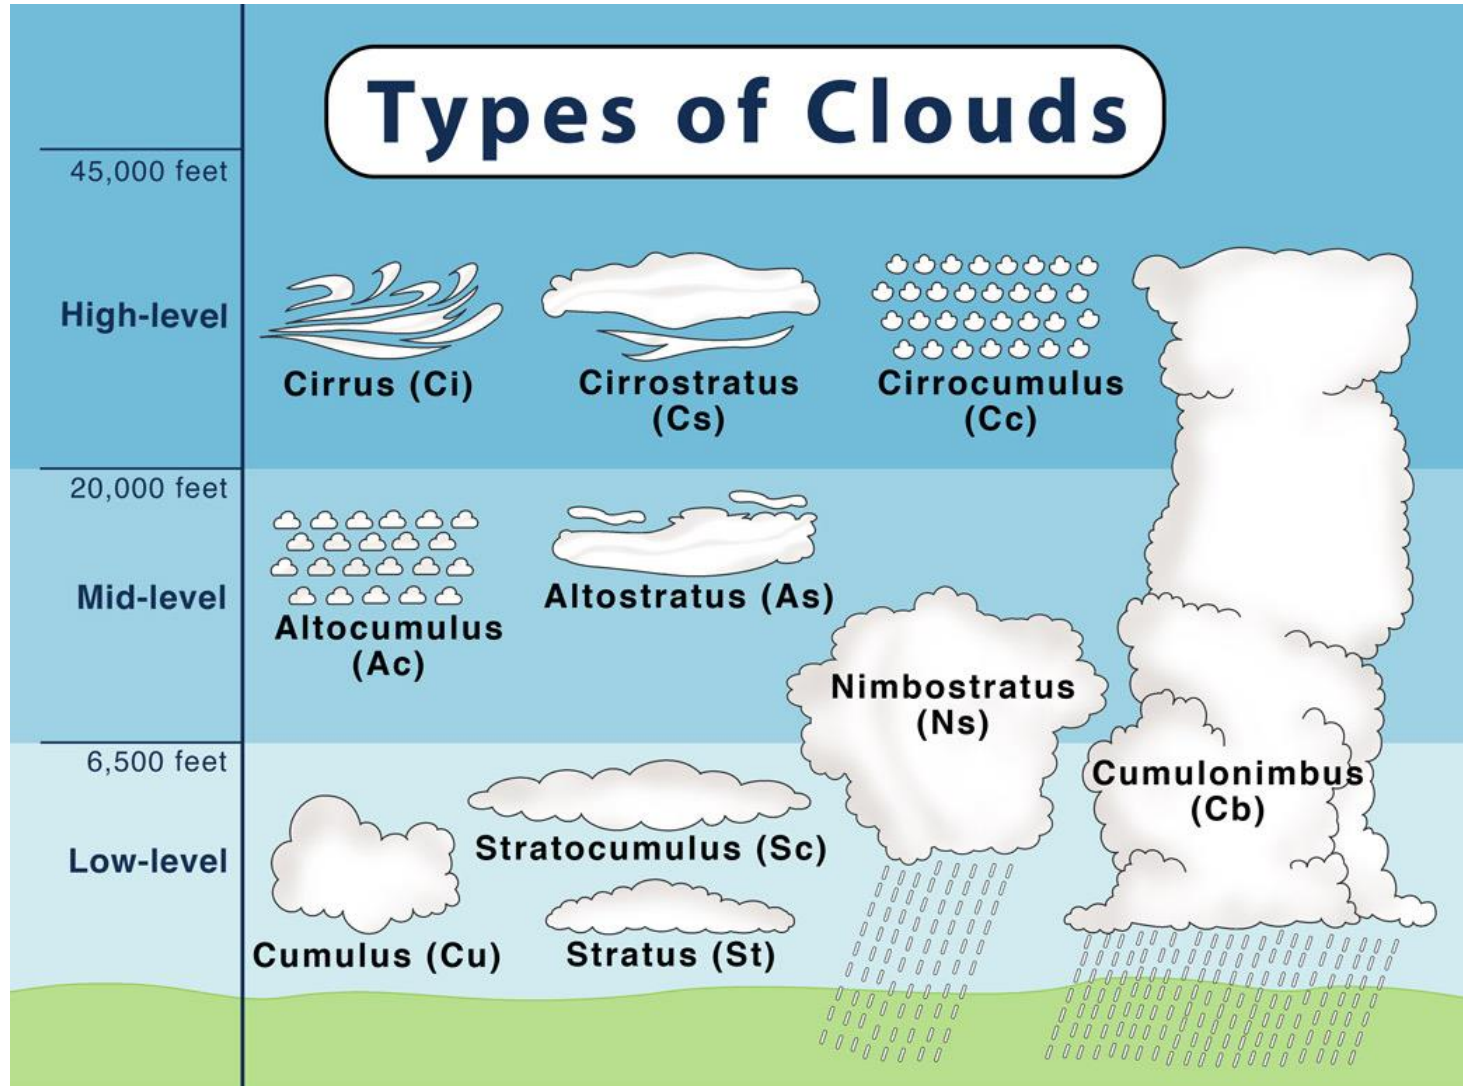 Types of Clouds
45,000 feet
High-level
Cirrus (Ci)
Cirrostratus
(Cs)
Cirrocumulus
(Cc)
20,000 feet
Mid-level
Altocumulus
(Ac)
Altostratus (As)
Nimbostratus
(Ns)
6,500 feet
Low-level
Cumulonimbus
(Cb)
Stratocumulus (Sc)
Cumulus (Cu)
Stratus (St)